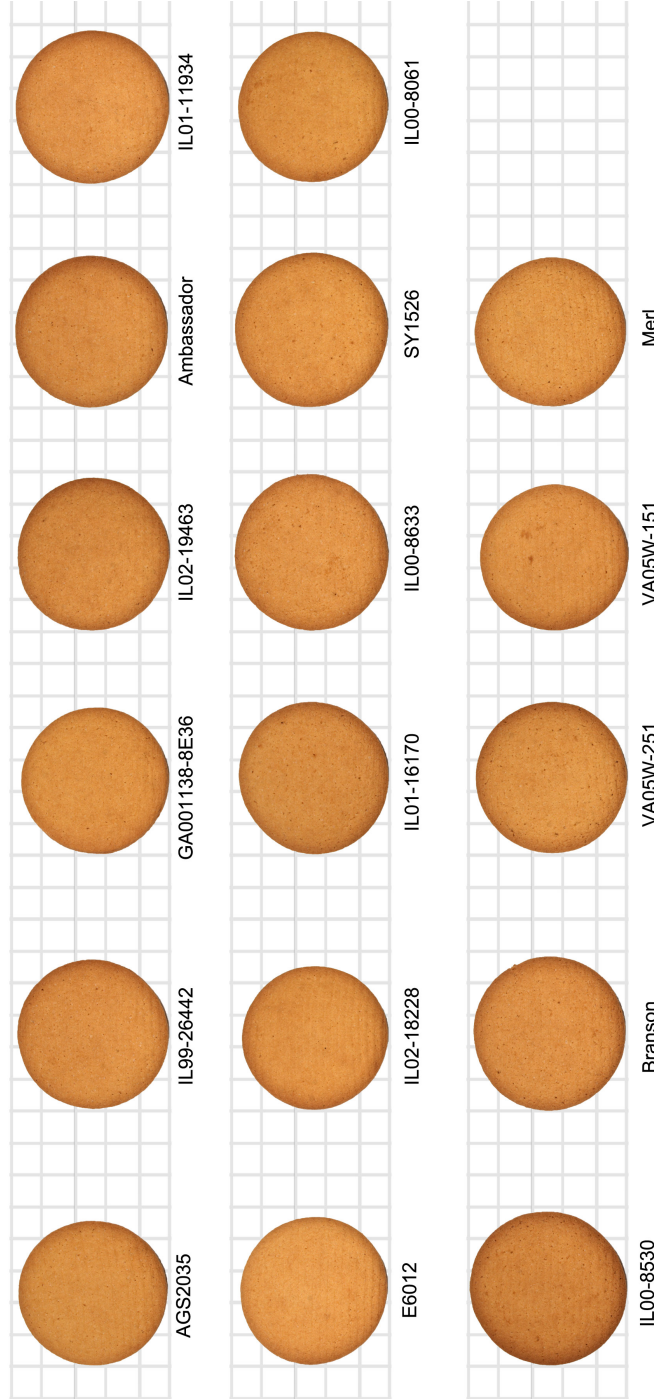 AGS2035
IL99-26442
GA001138-8E36
IL02-19463
Ambassador
IL01-11934
E6012
IL02-18228
IL01-16170
IL00-8633
SY1526
IL00-8061
IL00-8530
Branson
VA05W-251
VA05W-151
Merl